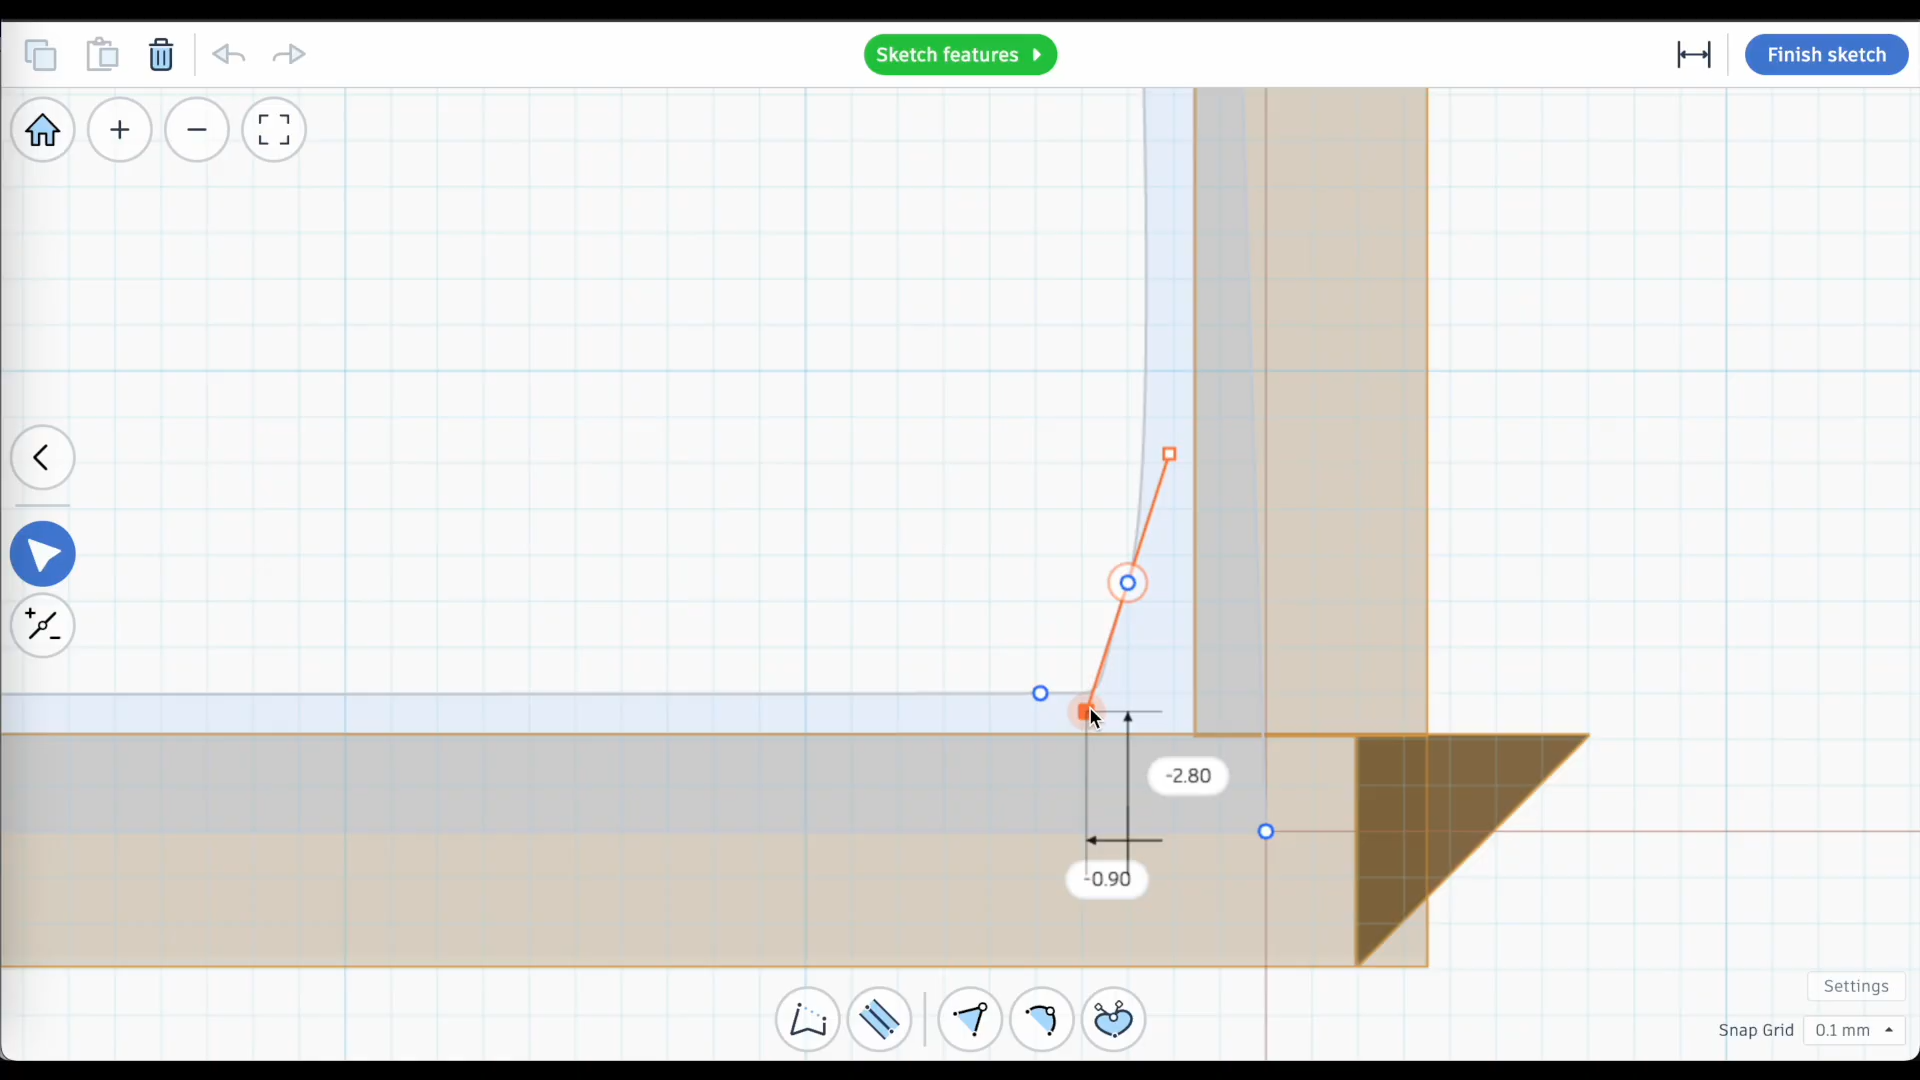 Sketch features
Finish sketch
-2.80
-0.90
Settings
Snap Grid 0.1 mm